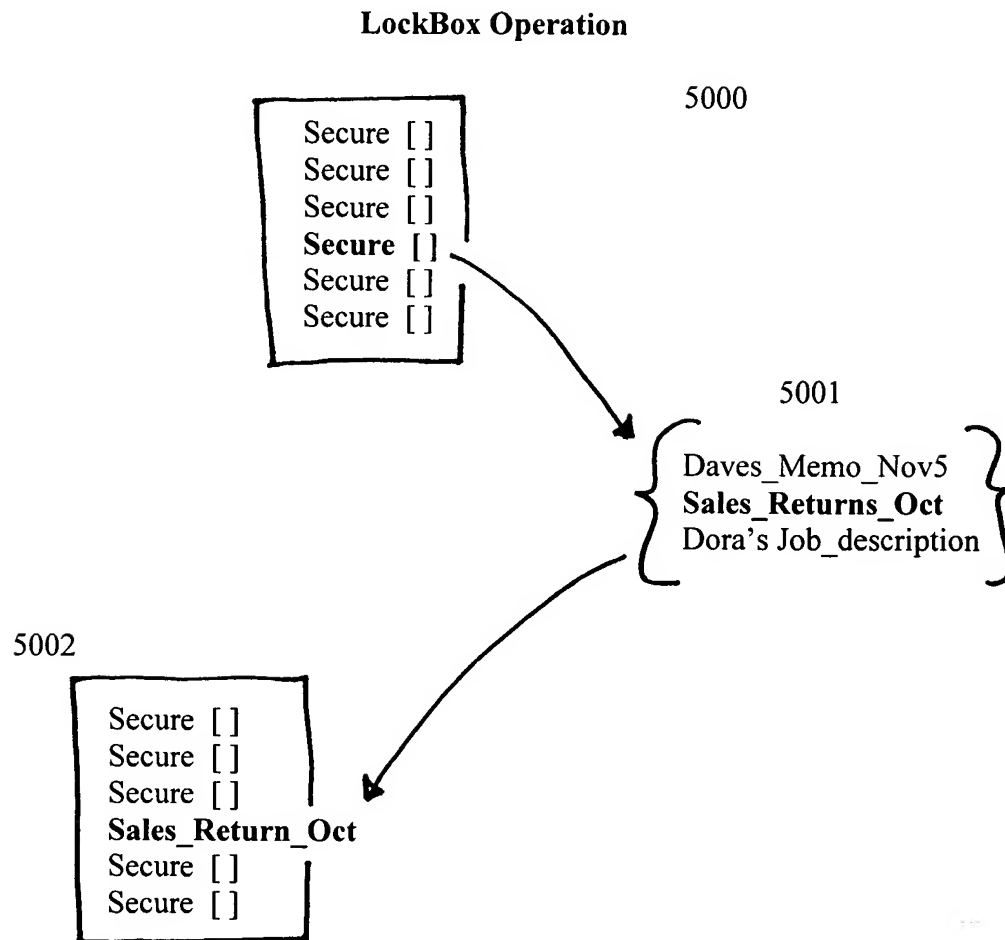 LockBox Operation
5000
Secure [ ]
Secure [ ]
Secure [ ]
Secure [ ]
Secure [ ]
Secure [ ]
5001
Daves_Memo_Nov5
Sales_Returns_Oct
Dora's Job_description
5002
Secure [ ]
Secure [ ]
Secure [ ]
Sales_Return_Oct
Secure [ ]
Secure [ ]